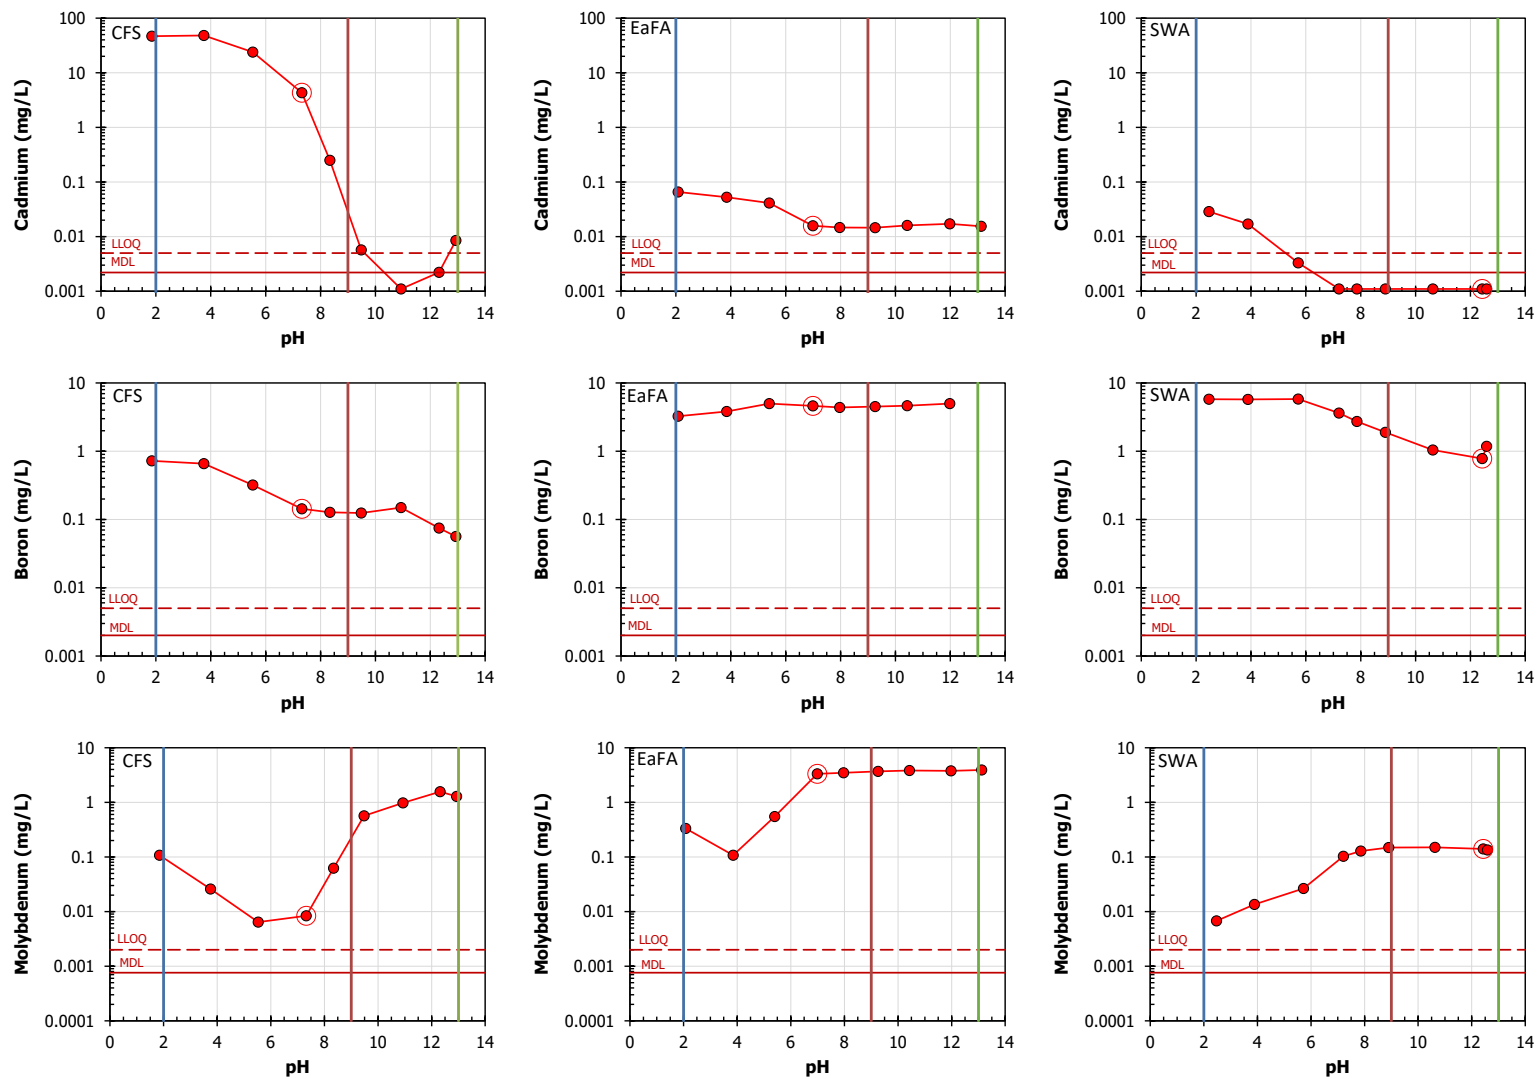 CFS
Cadmium (mg/L)
100
10
1
0.1
0.01
0.001
LLOQ
MDL
0 2 4 6 8 10 12 14
pH
EaFA
Cadmium (mg/L)
100
10
1
0.1
0.01
0.001
LLOQ
MDL
0 2 4 6 8 10 12 14
pH
SWA
Cadmium (mg/L)
100
10
1
0.1
0.01
0.001
LLOQ
MDL
0 2 4 6 8 10 12 14
pH
CFS
Boron (mg/L)
10
1
0.1
0.01
0.001
LLOQ
MDL
0 2 4 6 8 10 12 14
pH
EaFA
Boron (mg/L)
10
1
0.1
0.01
0.001
LLOQ
MDL
0 2 4 6 8 10 12 14
pH
SWA
Boron (mg/L)
10
1
0.1
0.01
0.001
LLOQ
MDL
0 2 4 6 8 10 12 14
pH
CFS
Molybdenum (mg/L)
10
1
0.1
0.01
0.001
0.0001
LLOQ
MDL
0 2 4 6 8 10 12 14
pH
EaFA
Molybdenum (mg/L)
10
1
0.1
0.01
0.001
0.0001
LLOQ
MDL
0 2 4 6 8 10 12 14
pH
SWA
Molybdenum (mg/L)
10
1
0.1
0.01
0.001
0.0001
LLOQ
MDL
0 2 4 6 8 10 12 14
pH